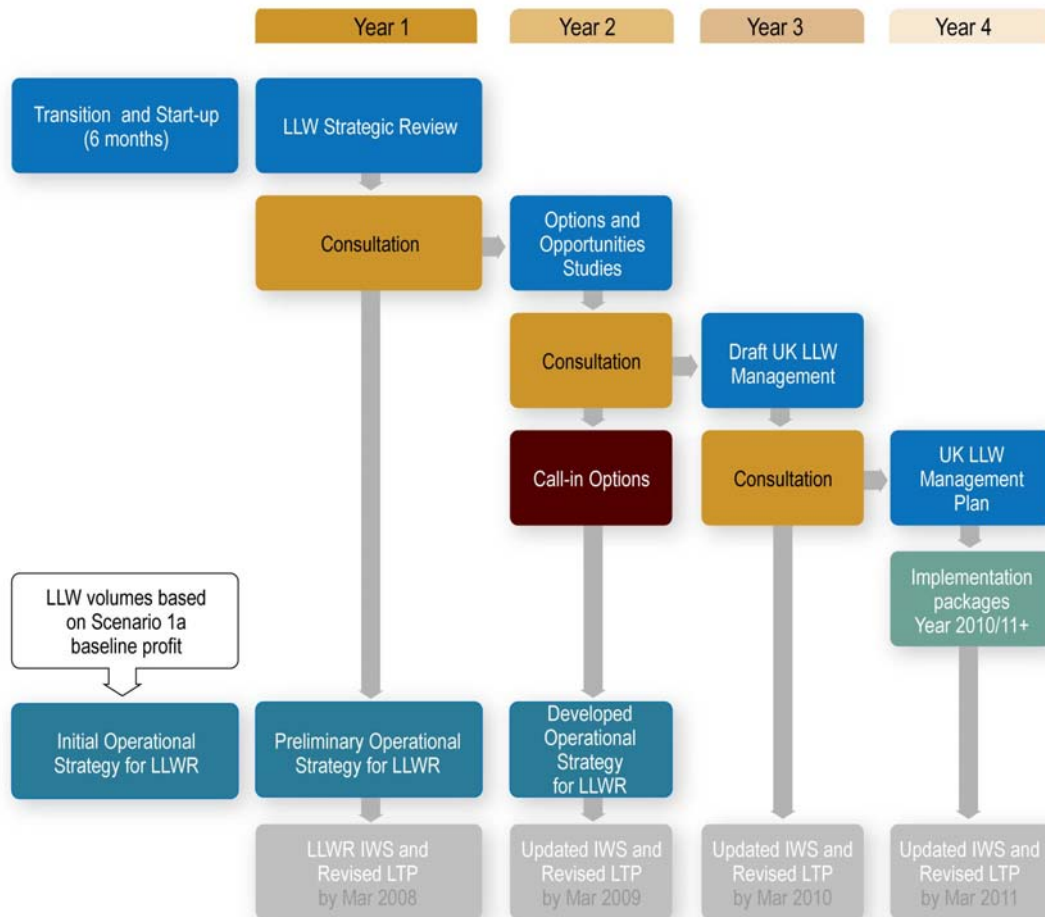 Year 1
Year 2
Year 3
Year 4
Transition and Start-up
(6 months)
LLW Strategic Review
Consultation
Options and
Opportunities
Studies
Consultation
Draft UK LLW
Management
Call-in Options
Consultation
UK LLW
Management
Plan
Implementation
packages
Year 2010/11+
LLW volumes based
on Scenario 1a
baseline profit
Initial Operational
Strategy for LLWR
Preliminary Operational
Strategy for LLWR
Developed
Operational
Strategy
for LLWR
LLWR IWS and
Revised LTP
by Mar 2008
Updated IWS and
Revised LTP
by Mar 2009
Updated IWS and
Revised LTP
by Mar 2010
Updated IWS and
Revised LTP
by Mar 2011